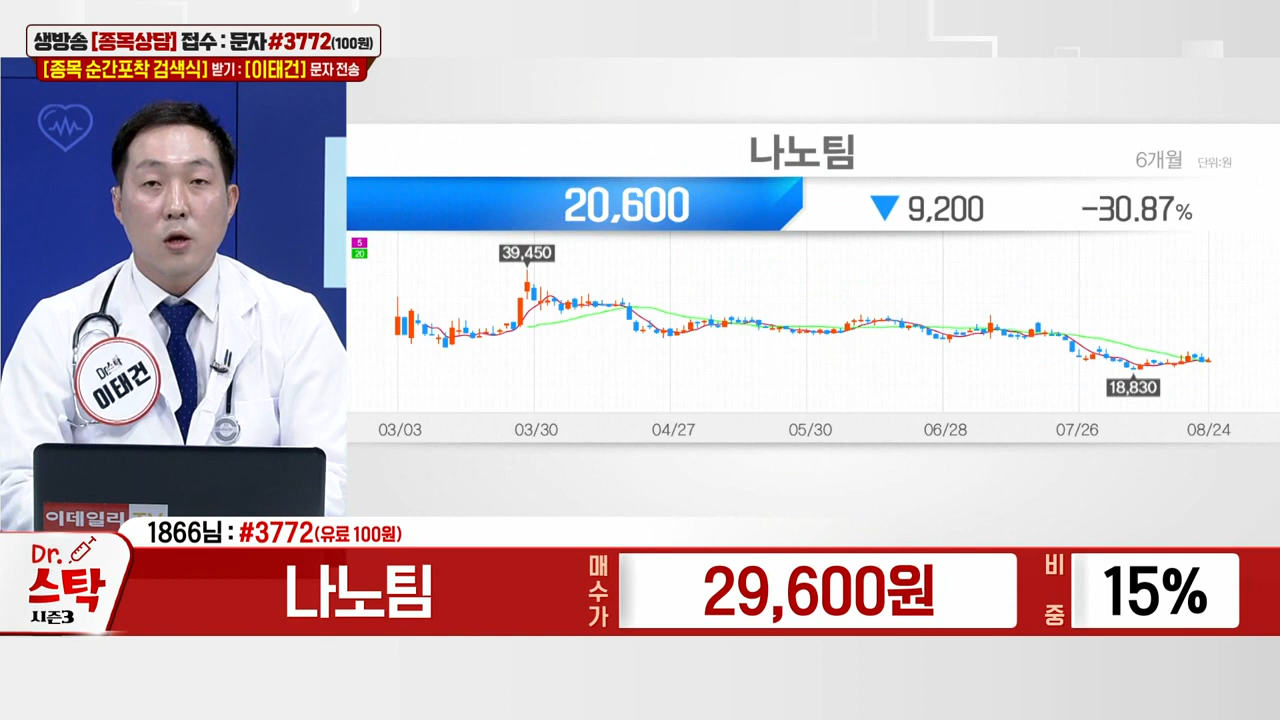 생방송 [종목상담] 접수 : 문자#3772(100원)
[종목 순간포착 검색식] 받기 : [이태건] 문자 전송
나노팀
6개월 단위:원
20,600 ▼ 9,200 -30.87%
5
20
39,450
18,830
03/03 03/30 04/27 05/30 06/28 07/26 08/24
Dr.스탁
이태건
이데일리 TV
1866님 : #3772(유료 100원)
Dr.
스탁
시즌3
나노팀 매수가 29,600원 비중 15%